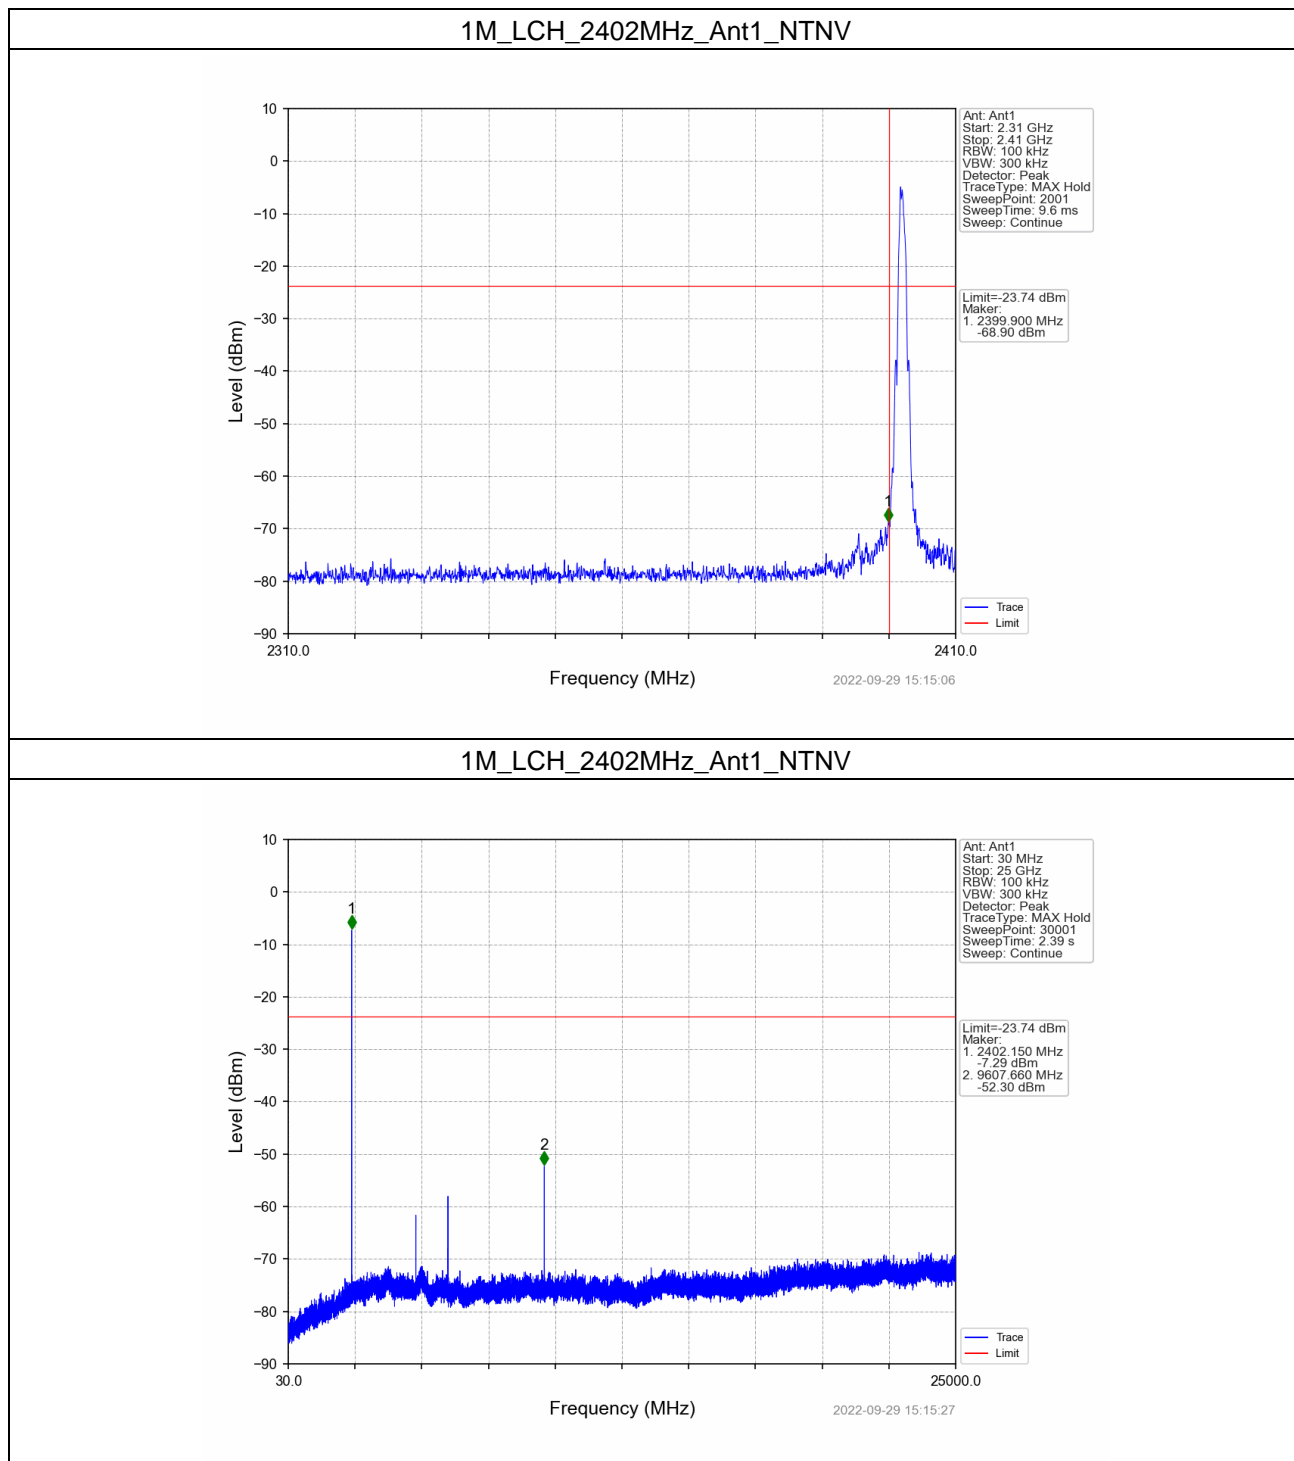 1M_LCH_2402MHz_Ant1_NTNV
10
0
−10
−20
−30
−40
−50
−60
−70
−80
−90
Level (dBm)
1
2310.0
2410.0
Frequency (MHz)
2022-09-29 15:15:06
Ant: Ant1
Start: 2.31 GHz
Stop: 2.41 GHz
RBW: 100 kHz
VBW: 300 kHz
Detector: Peak
TraceType: MAX Hold
SweepPoint: 2001
SweepTime: 9.6 ms
Sweep: Continue
Limit=-23.74 dBm
Maker:
1. 2399.900 MHz
-68.90 dBm
Trace
Limit
1M_LCH_2402MHz_Ant1_NTNV
10
0
−10
−20
−30
−40
−50
−60
−70
−80
−90
Level (dBm)
1
2
30.0
25000.0
Frequency (MHz)
2022-09-29 15:15:27
Ant: Ant1
Start: 30 MHz
Stop: 25 GHz
RBW: 100 kHz
VBW: 300 kHz
Detector: Peak
TraceType: MAX Hold
SweepPoint: 30001
SweepTime: 2.39 s
Sweep: Continue
Limit=-23.74 dBm
Maker:
1. 2402.150 MHz
-7.29 dBm
2. 9607.660 MHz
-52.30 dBm
Trace
Limit